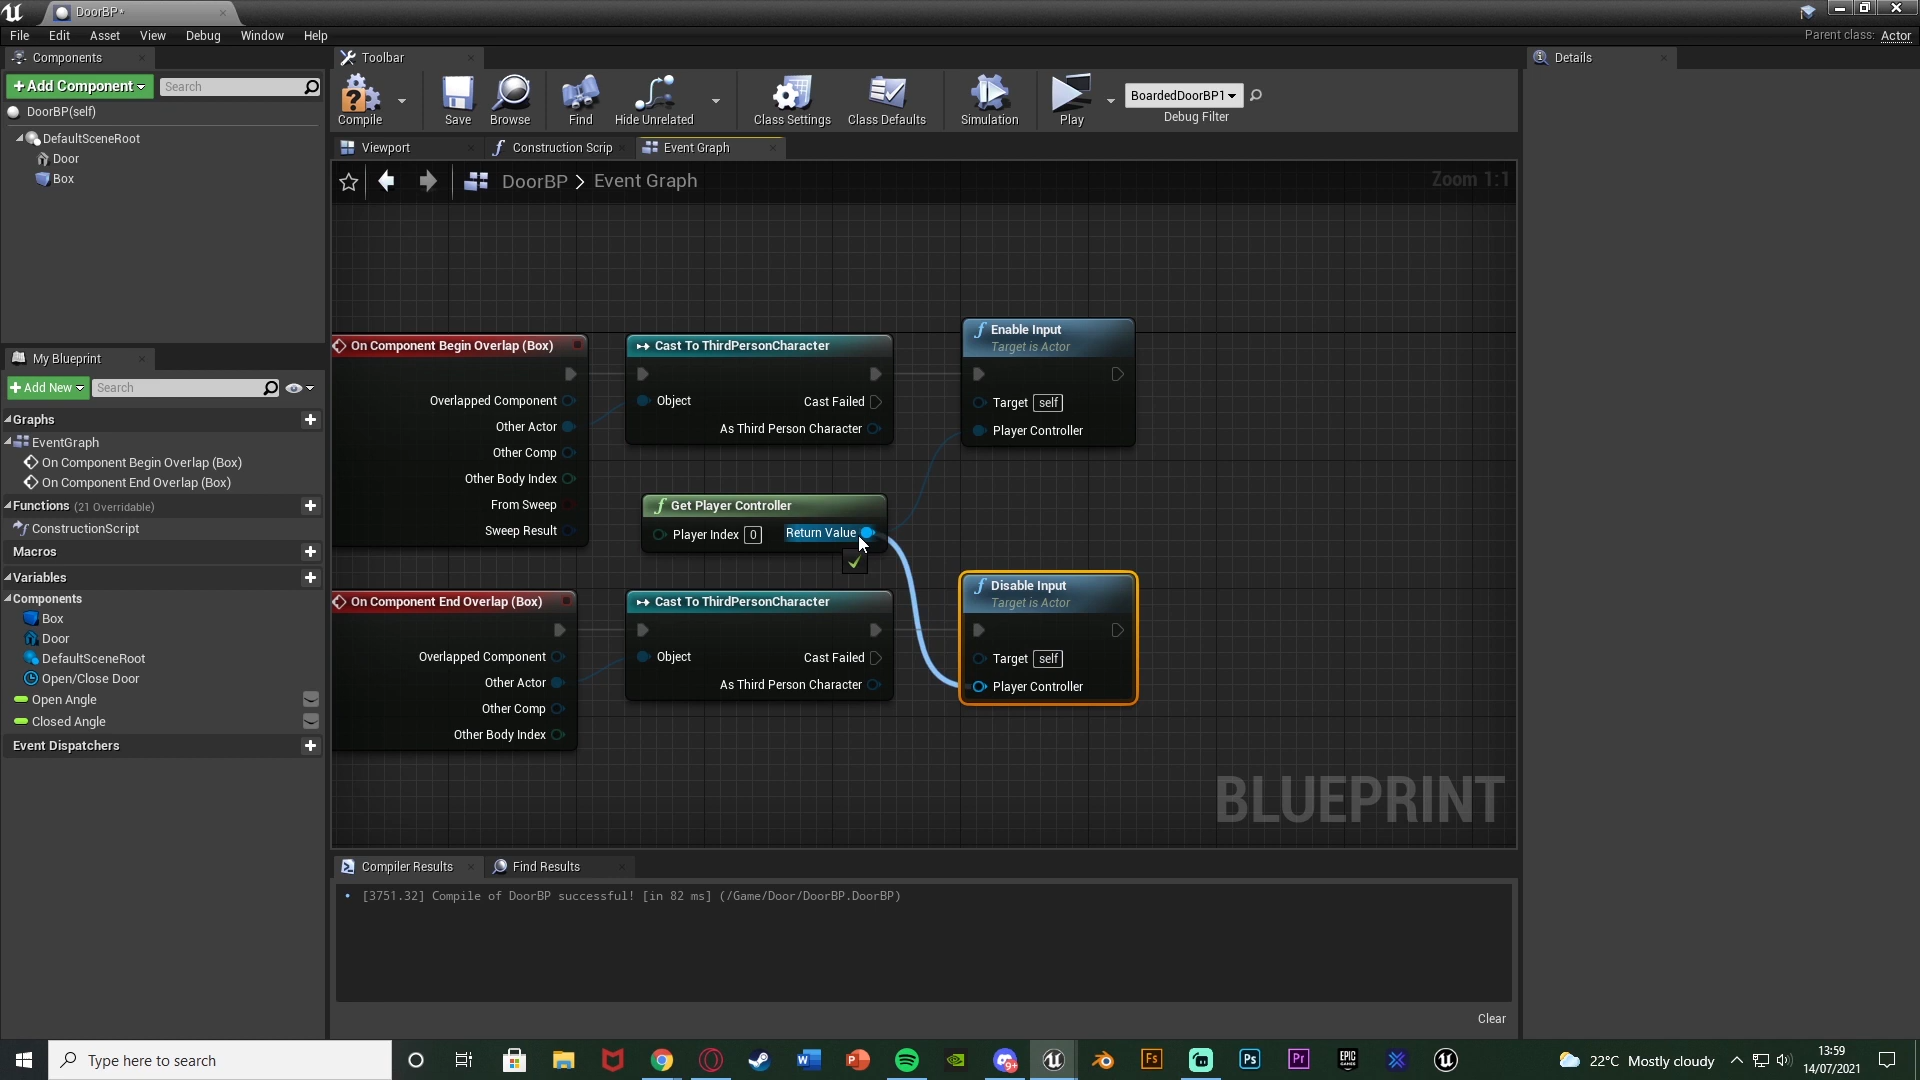 DoorBP*
File Edit Asset View Debug Window Help
Parent class: Actor
Components
+Add Component
Search
DoorBP(self)
DefaultSceneRoot
Door
Box
Toolbar
Compile
Save
Browse
Find
Hide Unrelated
Class Settings
Class Defaults
Simulation
Play
BoardedDoorBP1
Debug Filter
Details
Viewport
Construction Scrip
Event Graph
DoorBP > Event Graph
Zoom 1:1
My Blueprint
+Add New
Search
Graphs
EventGraph
On Component Begin Overlap (Box)
On Component End Overlap (Box)
Functions (21 Overridable)
ConstructionScript
Macros
Variables
Components
Box
Door
DefaultSceneRoot
Open/Close Door
Open Angle
Closed Angle
Event Dispatchers
On Component Begin Overlap (Box)
Overlapped Component
Other Actor
Other Comp
Other Body Index
From Sweep
Sweep Result
Cast To ThirdPersonCharacter
Object
Cast Failed
As Third Person Character
Enable Input
Target is Actor
Target self
Player Controller
Get Player Controller
Player Index 0
Return Value
On Component End Overlap (Box)
Overlapped Component
Other Actor
Other Comp
Other Body Index
Cast To ThirdPersonCharacter
Object
Cast Failed
As Third Person Character
Disable Input
Target is Actor
Target self
Player Controller
BLUEPRINT
Compiler Results
Find Results
[3751.32] Compile of DoorBP successful! [in 82 ms] (/Game/Door/DoorBP.DoorBP)
Clear
Type here to search
22°C Mostly cloudy
13:59
14/07/2021